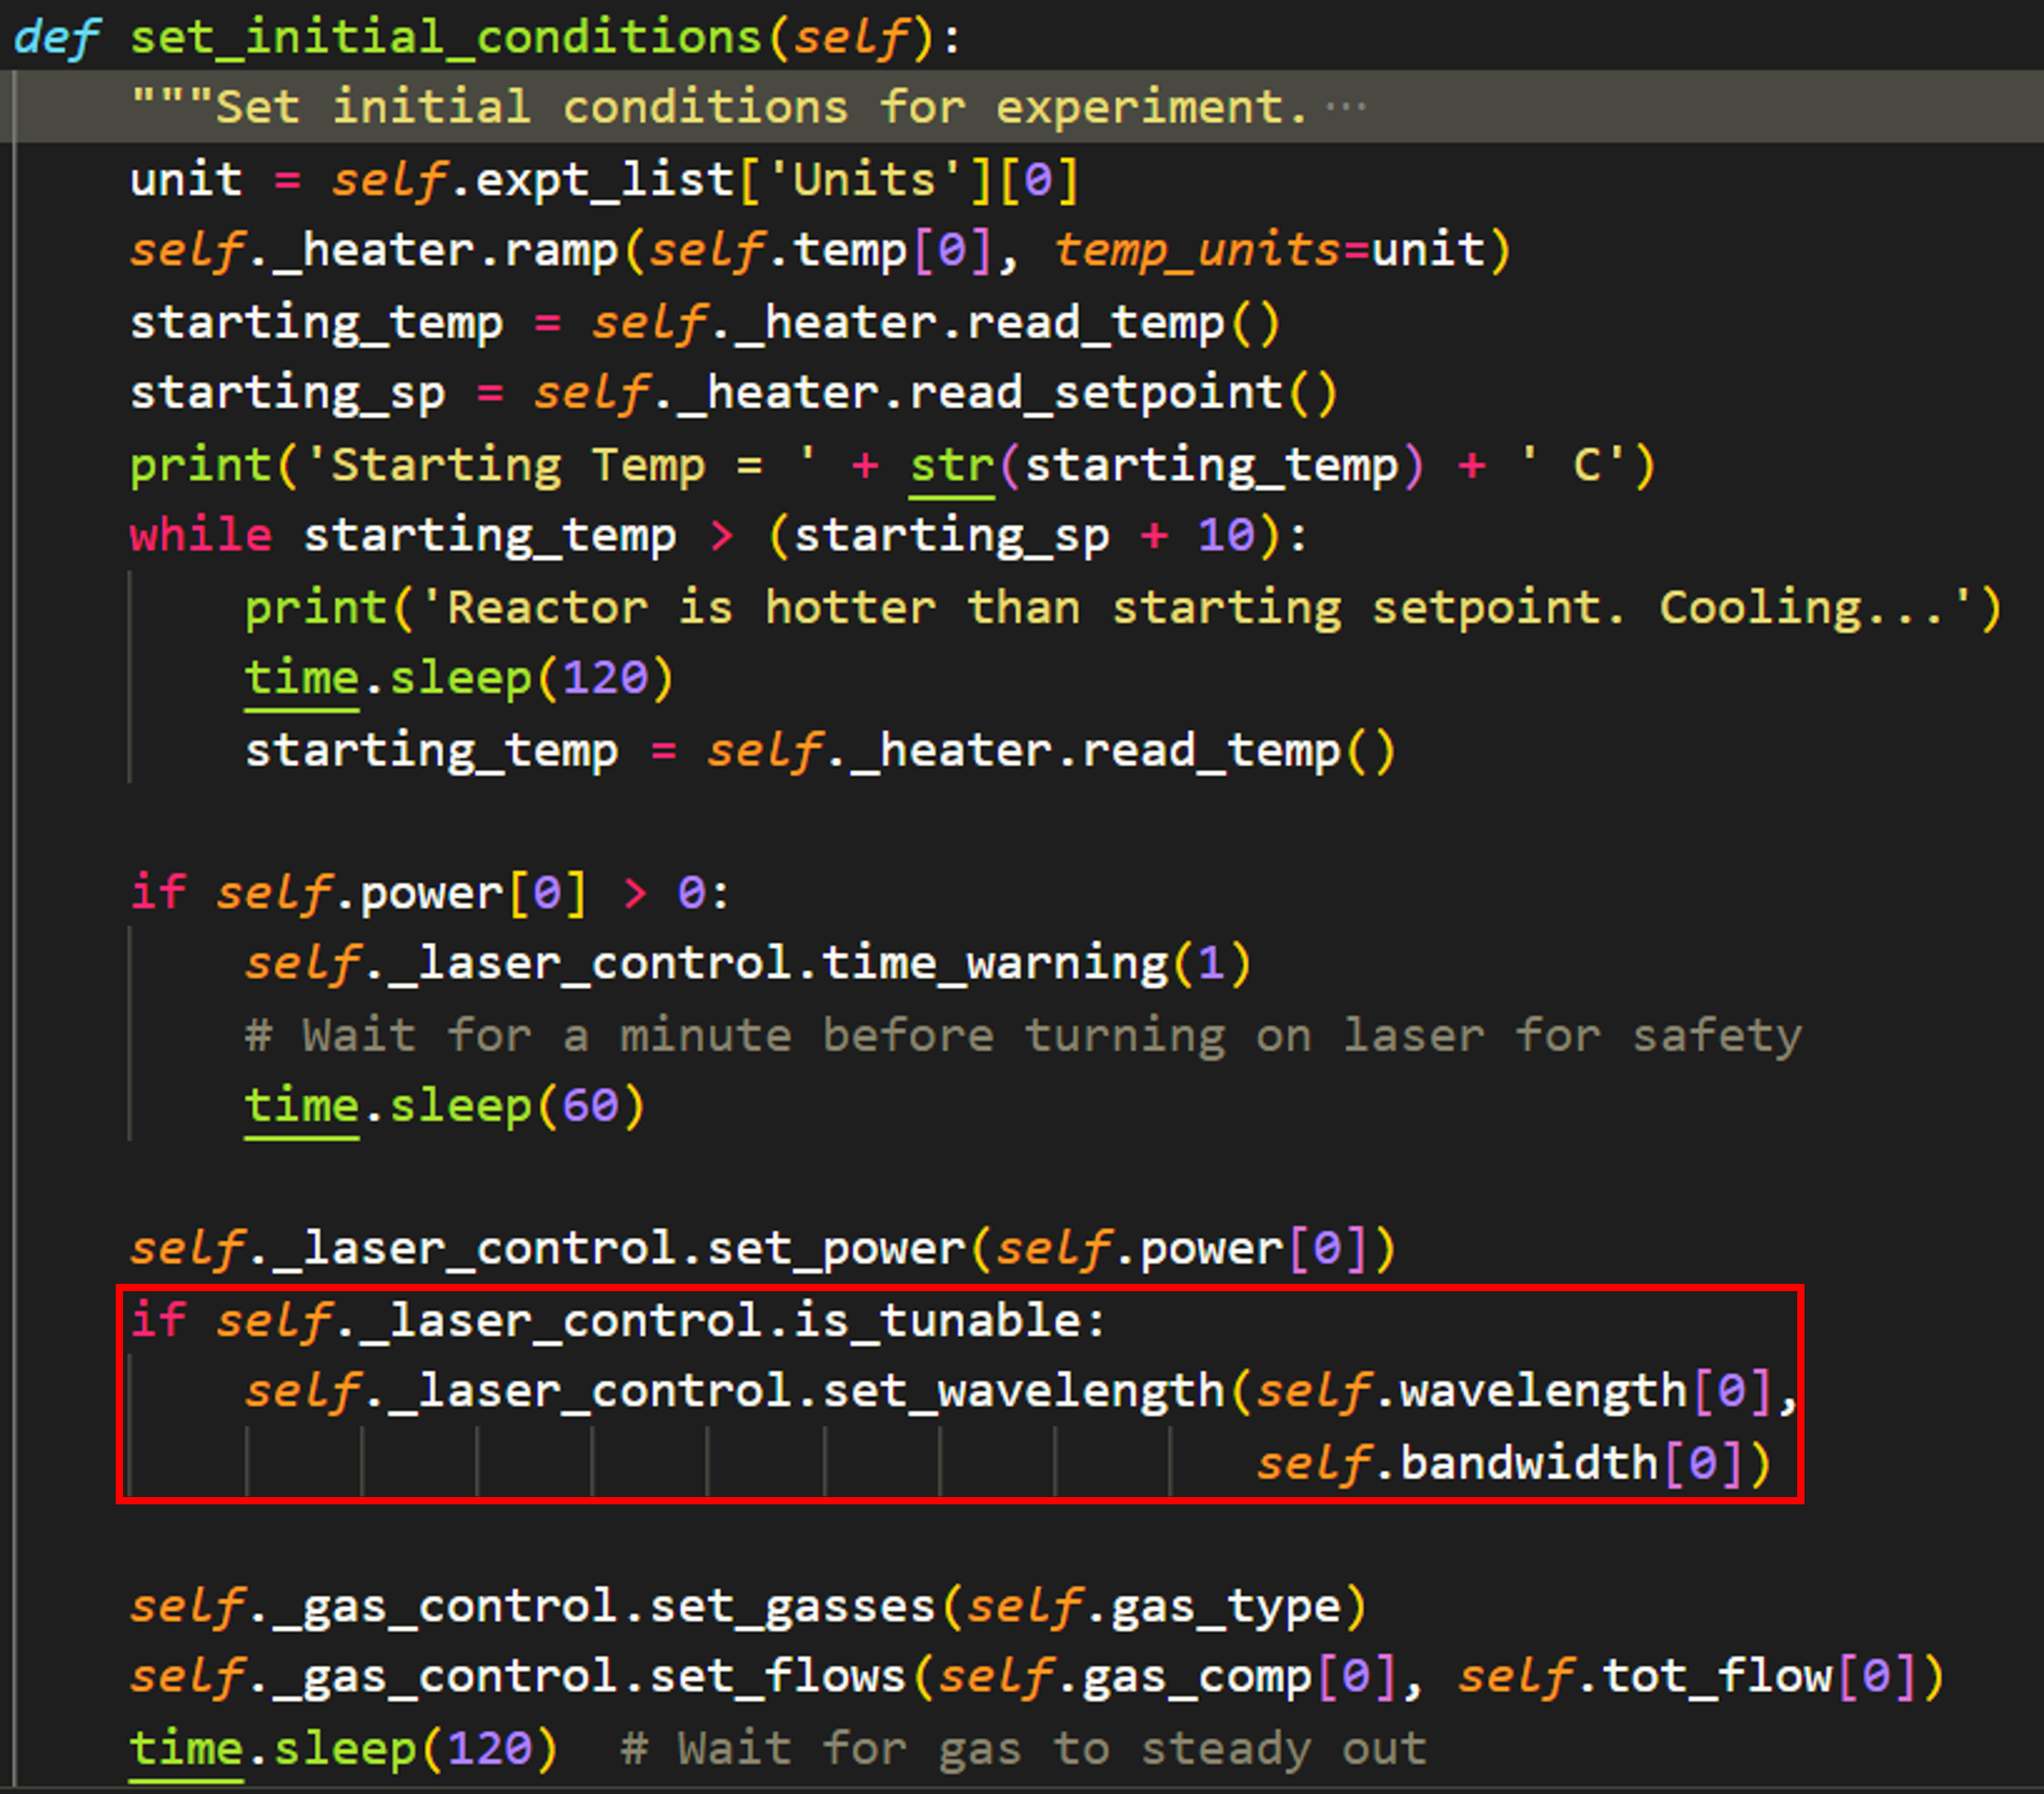 def set_initial_conditions(self):
    """Set initial conditions for experiment. ...
    unit = self.expt_list['Units'][0]
    self._heater.ramp(self.temp[0], temp_units=unit)
    starting_temp = self._heater.read_temp()
    starting_sp = self._heater.read_setpoint()
    print('Starting Temp = ' + str(starting_temp) + ' C')
    while starting_temp > (starting_sp + 10):
        print('Reactor is hotter than starting setpoint. Cooling...')
        time.sleep(120)
        starting_temp = self._heater.read_temp()
    if self.power[0] > 0:
        self._laser_control.time_warning(1)
        # Wait for a minute before turning on laser for safety
        time.sleep(60)
    self._laser_control.set_power(self.power[0])
    if self._laser_control.is_tunable:
        self._laser_control.set_wavelength(self.wavelength[0],
                                           self.bandwidth[0])
    self._gas_control.set_gasses(self.gas_type)
    self._gas_control.set_flows(self.gas_comp[0], self.tot_flow[0])
    time.sleep(120)  # Wait for gas to steady out